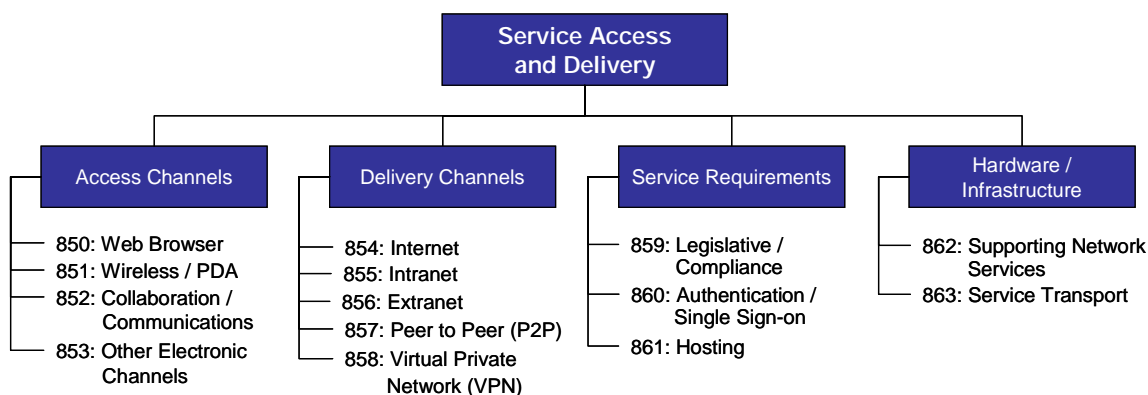 Service Access
and Delivery
Access Channels
850: Web Browser
851: Wireless / PDA
852: Collaboration /
Communications
853: Other Electronic
Channels
Delivery Channels
854: Internet
855: Intranet
856: Extranet
857: Peer to Peer (P2P)
858: Virtual Private
Network (VPN)
Service Requirements
859: Legislative /
Compliance
860: Authentication /
Single Sign-on
861: Hosting
Hardware /
Infrastructure
862: Supporting Network
Services
863: Service Transport